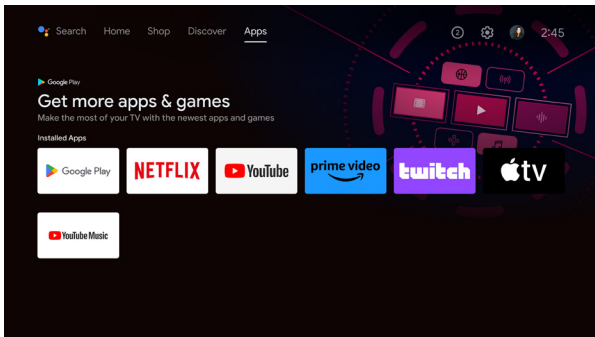 Search Home Shop Discover Apps 2 2:45
Google Play
Get more apps & games
Make the most of your TV with the newest apps and games
Installed Apps
Google Play NETFLIX YouTube prime video twitch tv
YouTube Music